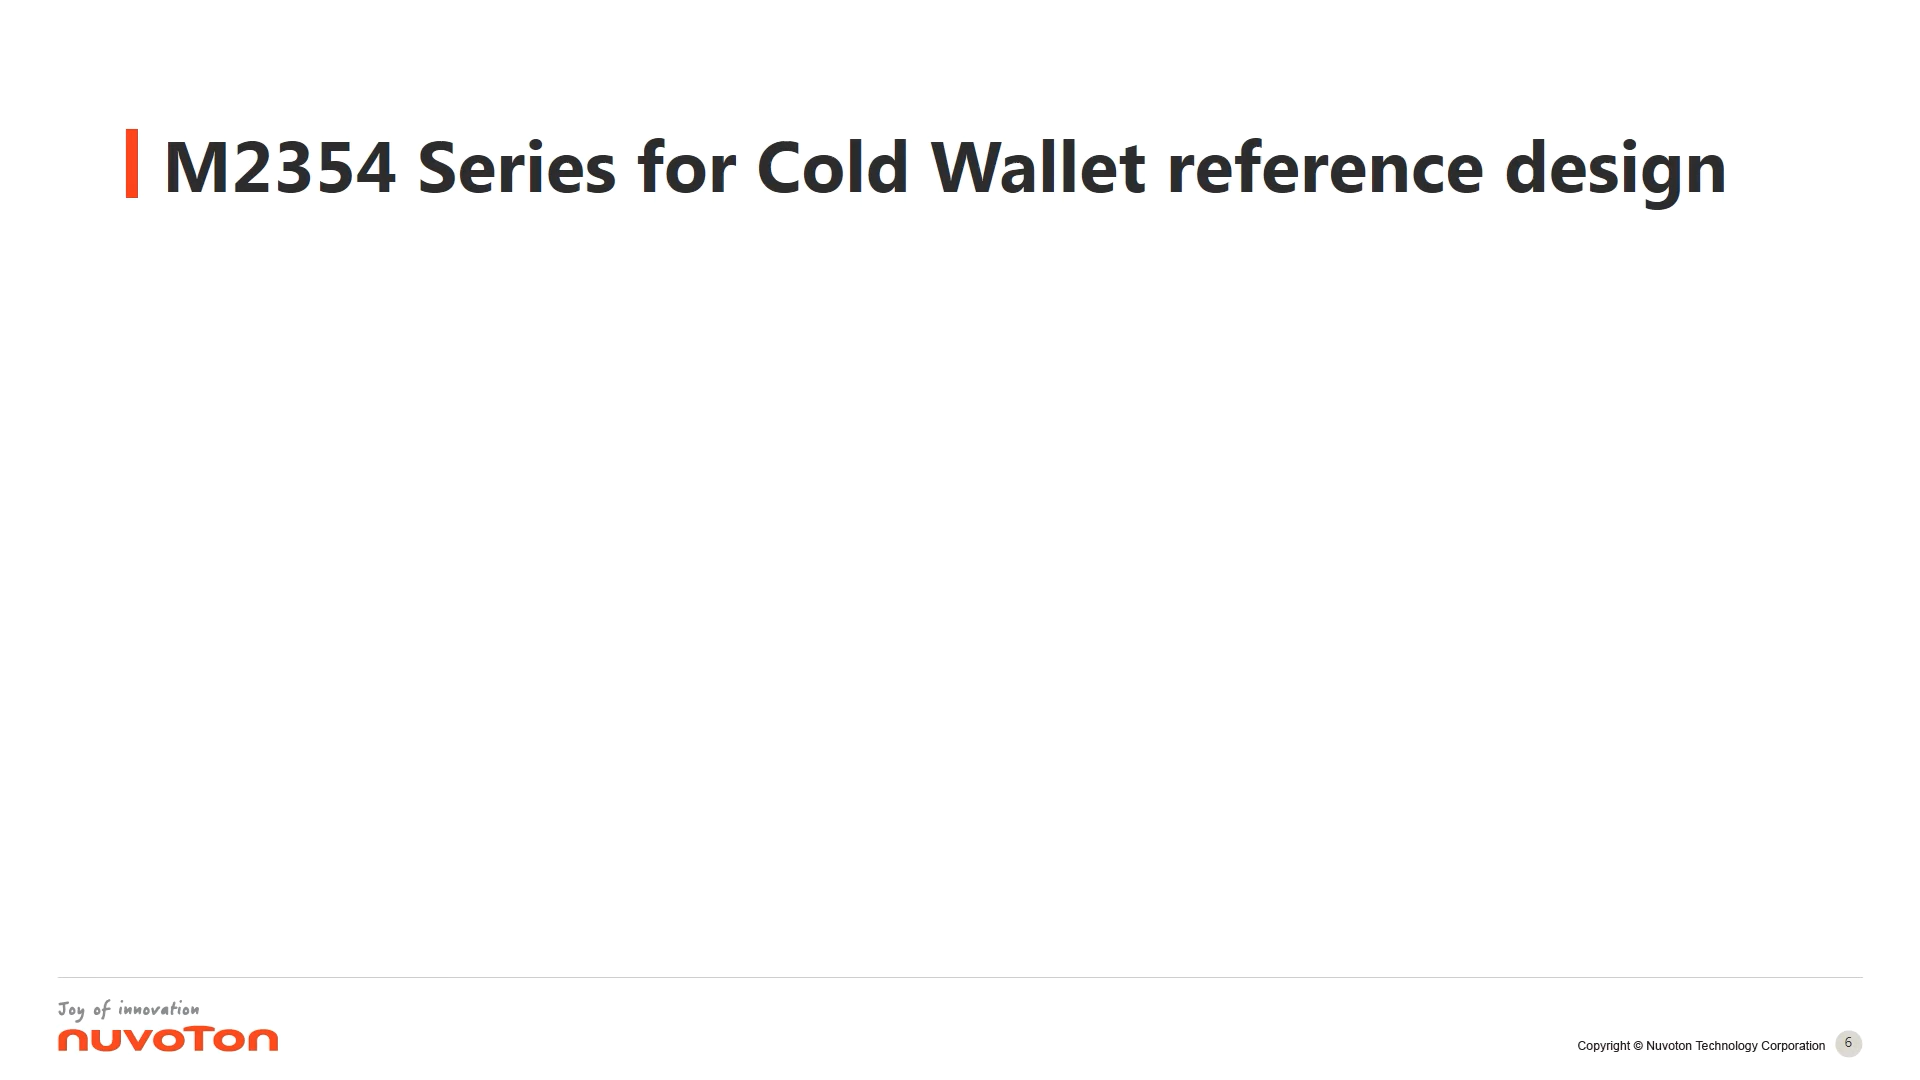 M2354 Series for Cold Wallet reference design
Joy of innovation
nuvoTon
Copyright © Nuvoton Technology Corporation 6